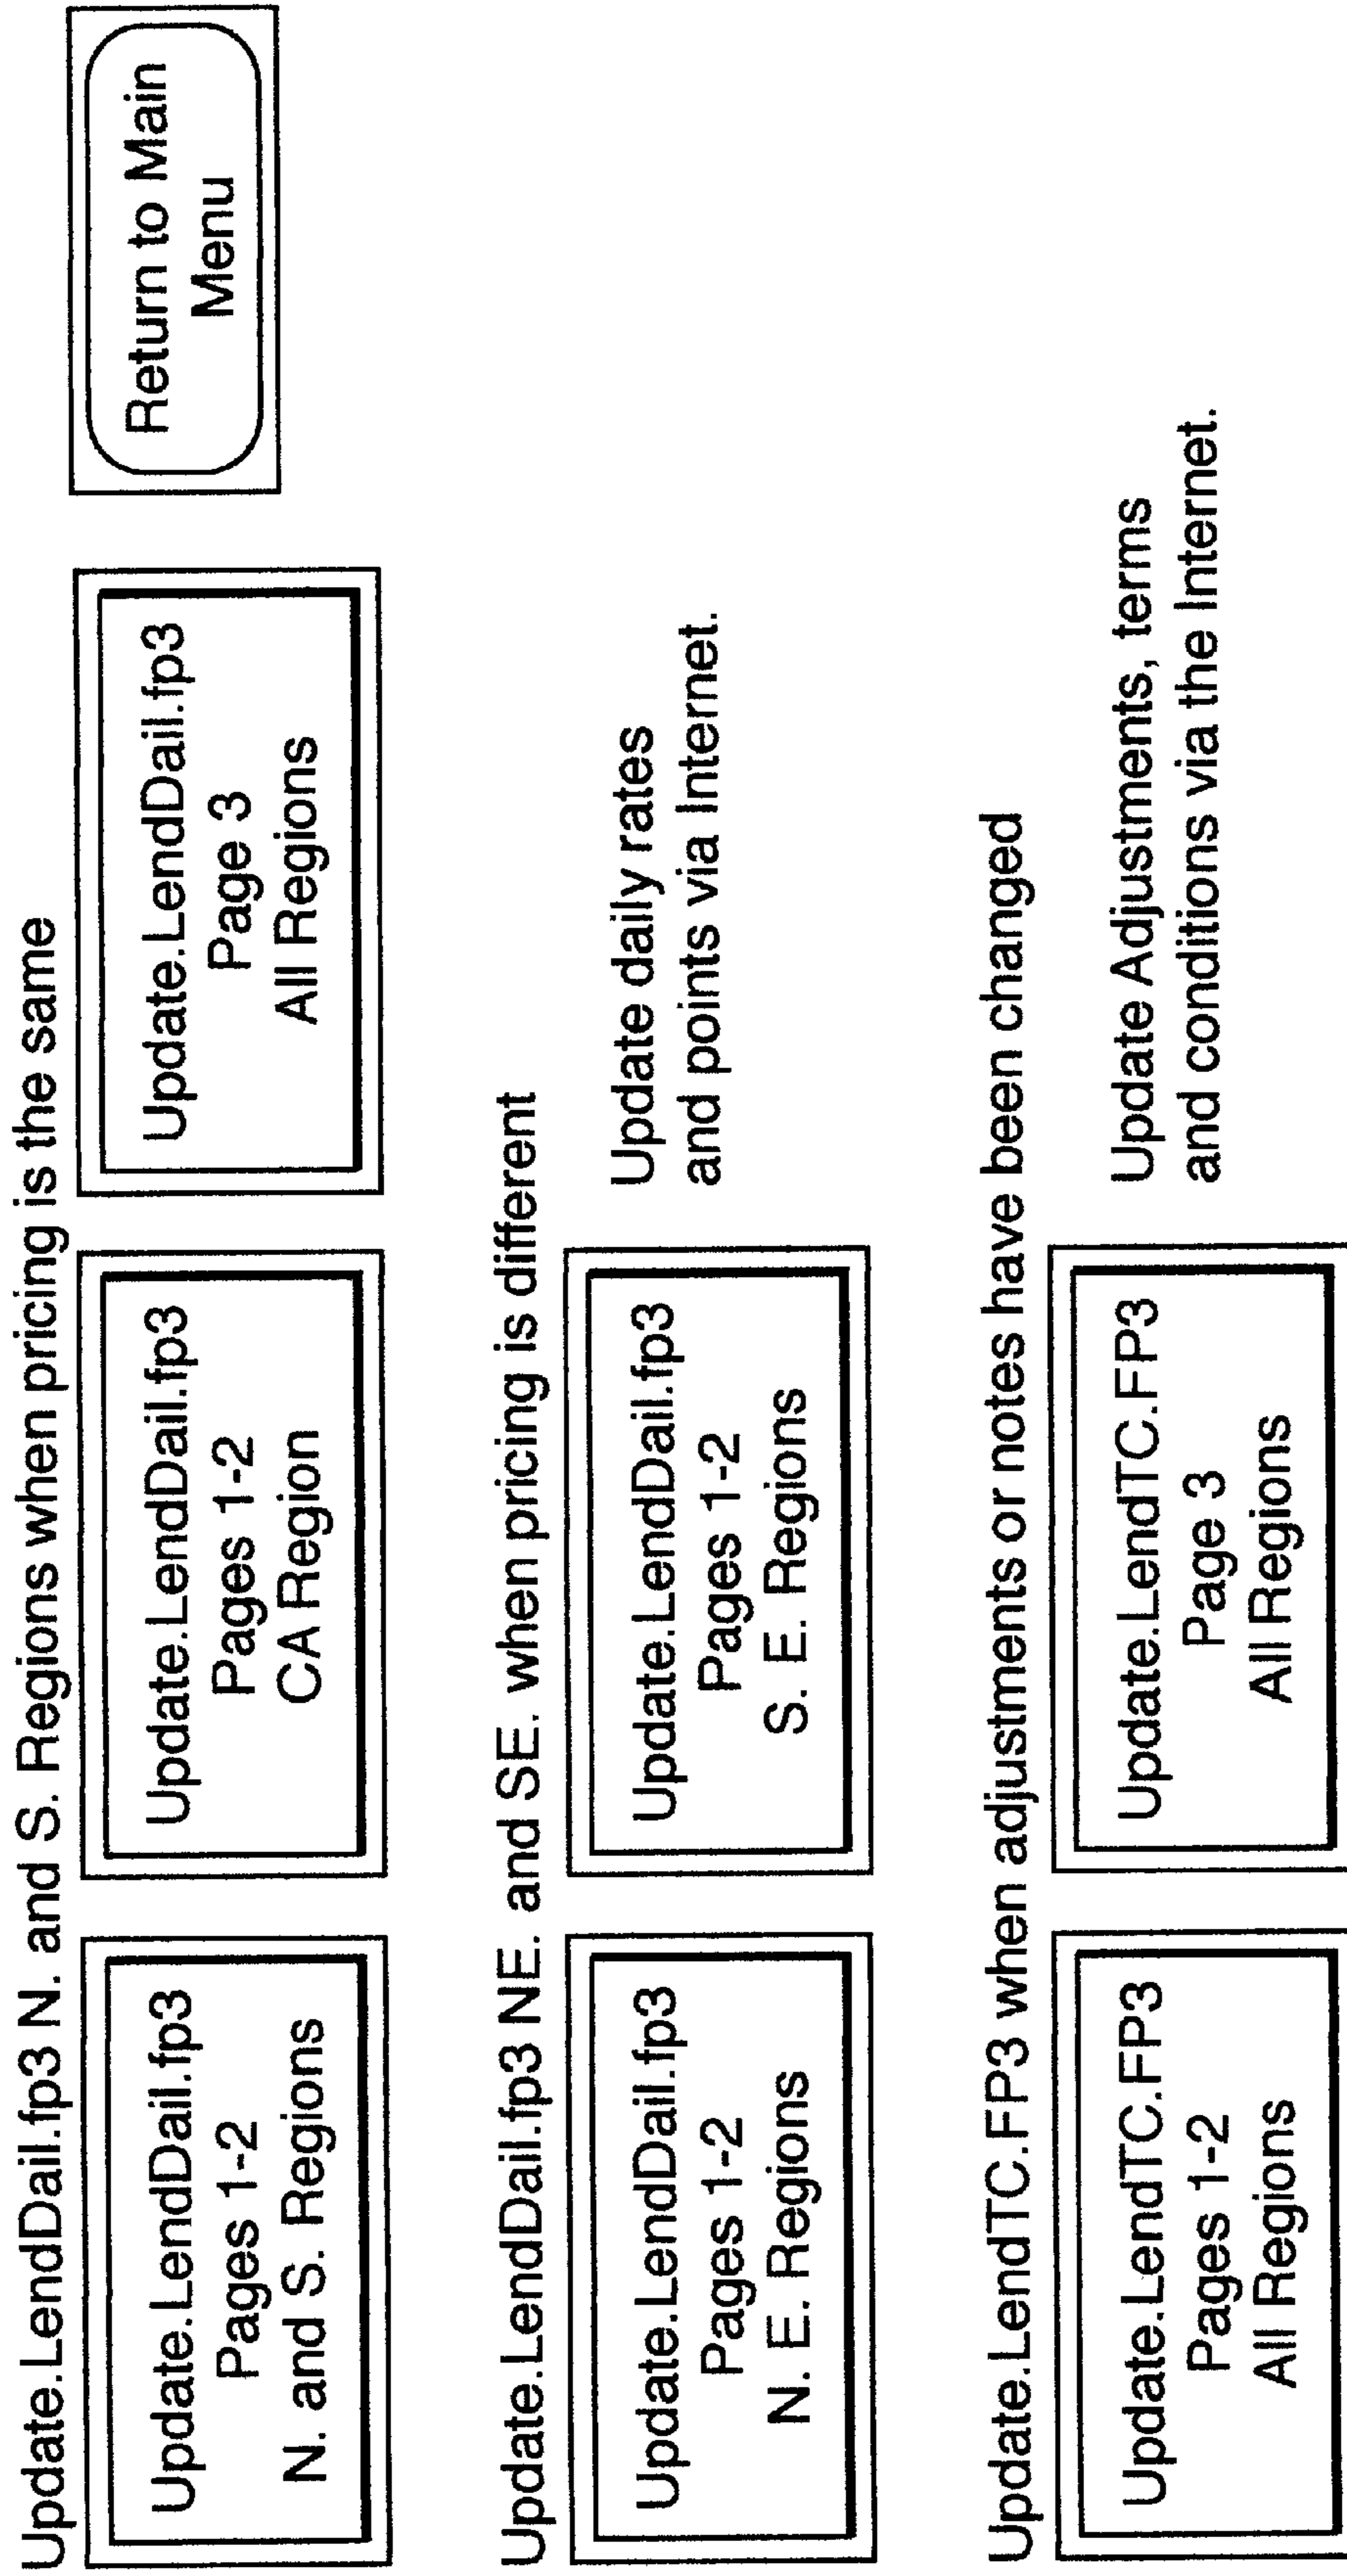 Update.LendDail.fp3 N. and S. Regions when pricing is the same
Update.LendDail.fp3
Pages 1-2
N. and S. Regions
Update.LendDail.fp3
Pages 1-2
CA Region
Update.LendDail.fp3
Page 3
All Regions
Return to Main
Menu
Update.LendDail.fp3 NE. and SE. when pricing is different
Update.LendDail.fp3
Pages 1-2
N. E. Regions
Update.LendDail.fp3
Pages 1-2
S. E. Regions
Update daily rates
and points via Internet.
Update.LendTC.FP3 when adjustments or notes have been changed
Update.LendTC.FP3
Pages 1-2
All Regions
Update.LendTC.FP3
Page 3
All Regions
Update Adjustments, terms
and conditions via the Internet.